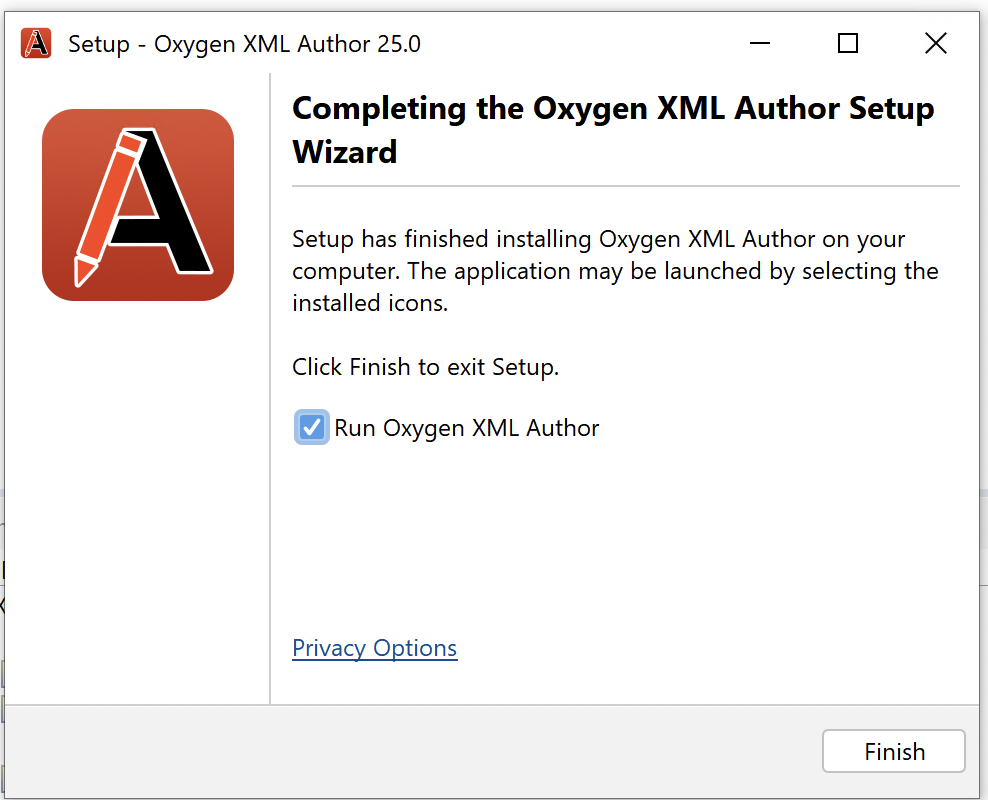 Setup - Oxygen XML Author 25.0
Completing the Oxygen XML Author Setup
Wizard
Setup has finished installing Oxygen XML Author on your
computer. The application may be launched by selecting the
installed icons.
Click Finish to exit Setup.
Run Oxygen XML Author
Privacy Options
Finish